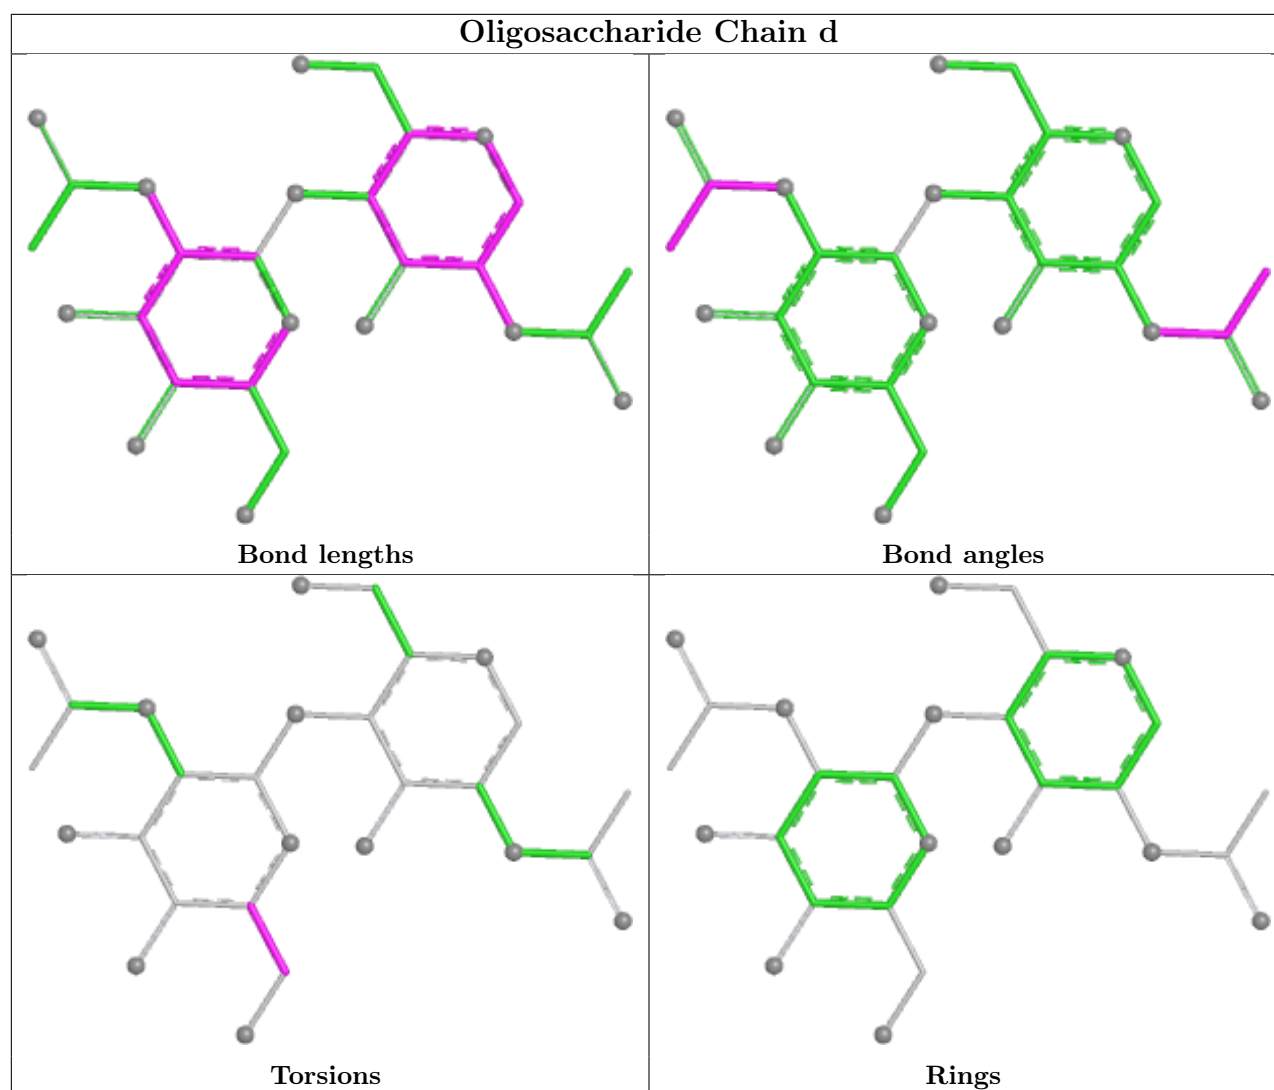 Oligosaccharide Chain d
Bond lengths
Bond angles
Torsions
Rings